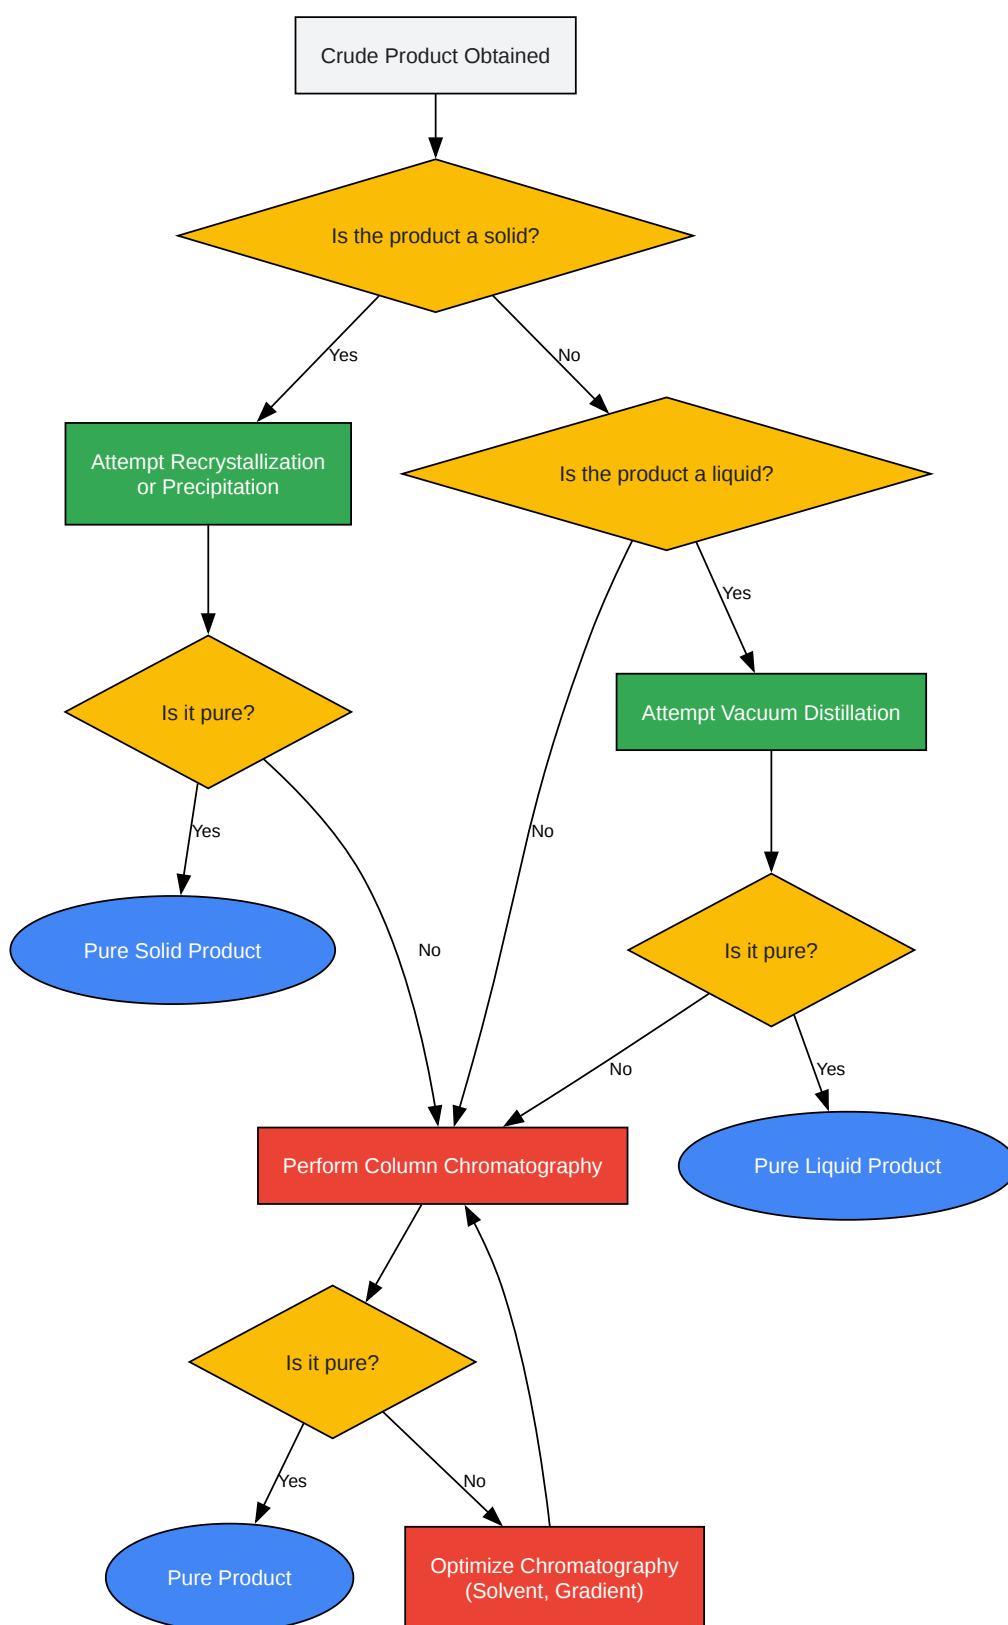 Crude Product Obtained
Is the product a solid?
Yes
No
Attempt Recrystallization
or Precipitation
Is the product a liquid?
Yes
Attempt Vacuum Distillation
Is it pure?
Yes
No
No
Pure Solid Product
Is it pure?
No
Yes
Perform Column Chromatography
Pure Liquid Product
Is it pure?
Yes
No
Pure Product
Optimize Chromatography
(Solvent, Gradient)